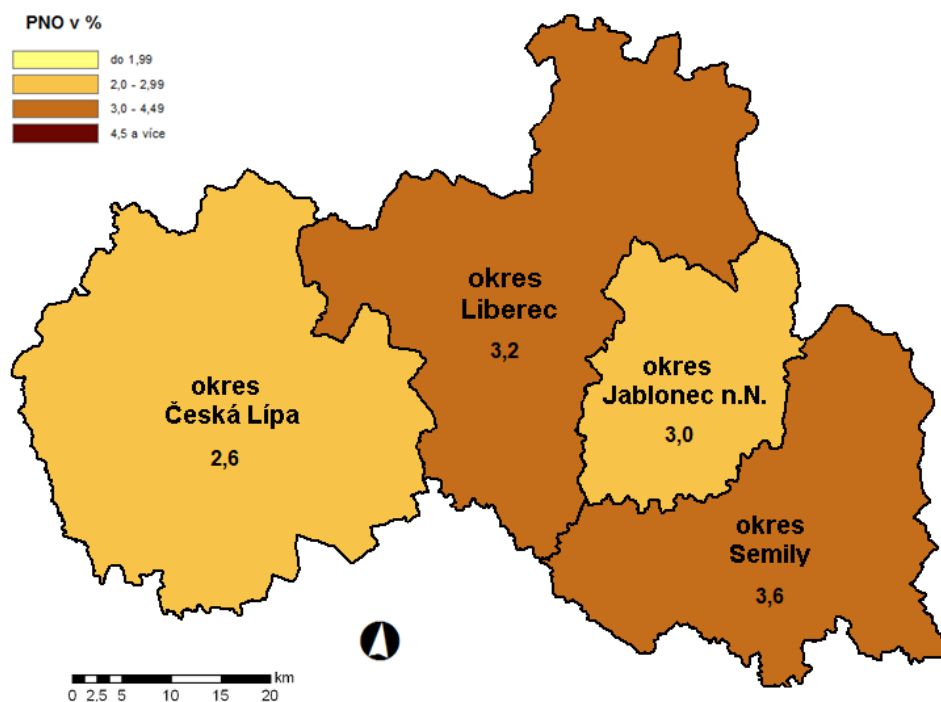 PNO v %
do 1,99
2,0 - 2,99
3,0 - 4,49
4,5 a více
okres
Liberec
3,2
okres
Jablonec n.N.
3,0
okres
Česká Lípa
2,6
okres
Semily
3,6
km
0 2,5 5 10 15 20